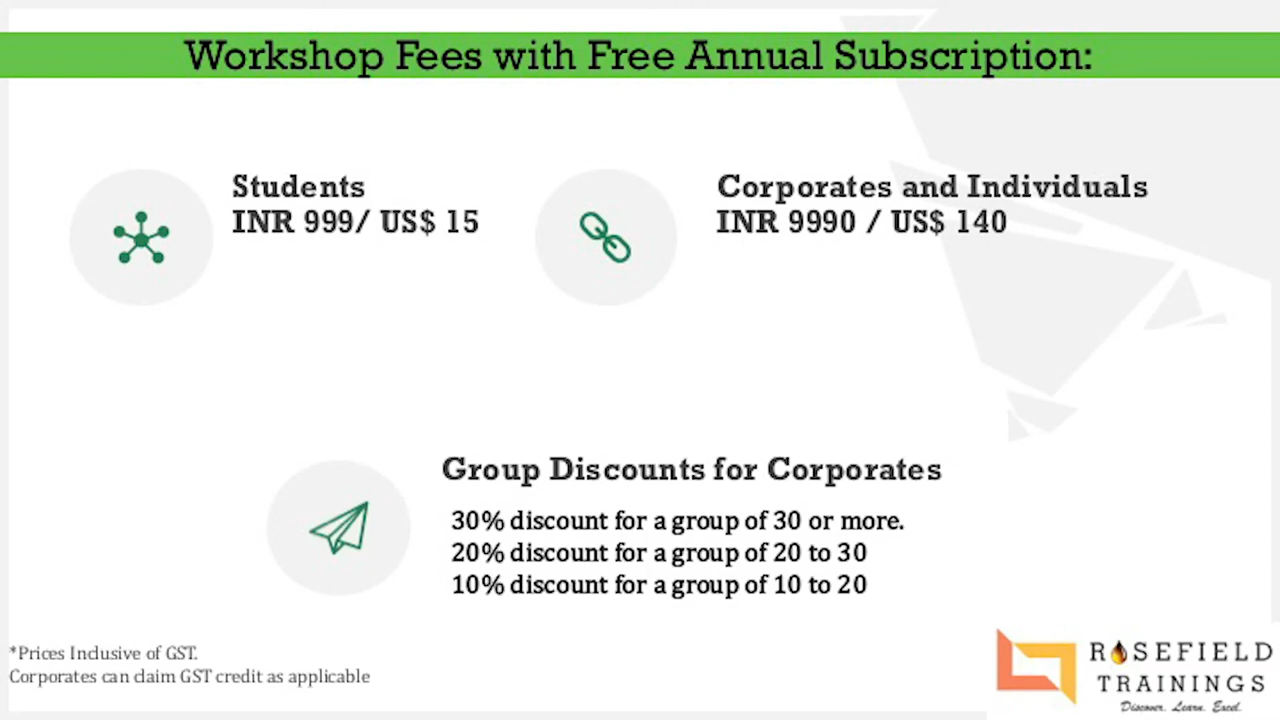 Workshop Fees with Free Annual Subscription:
Students
INR 999/ US$ 15
Corporates and Individuals
INR 9990 / US$ 140
Group Discounts for Corporates
30% discount for a group of 30 or more.
20% discount for a group of 20 to 30
10% discount for a group of 10 to 20
*Prices Inclusive of GST.
Corporates can claim GST credit as applicable
ROSEFIELD
TRAININGS
Discover. Learn. Excel.